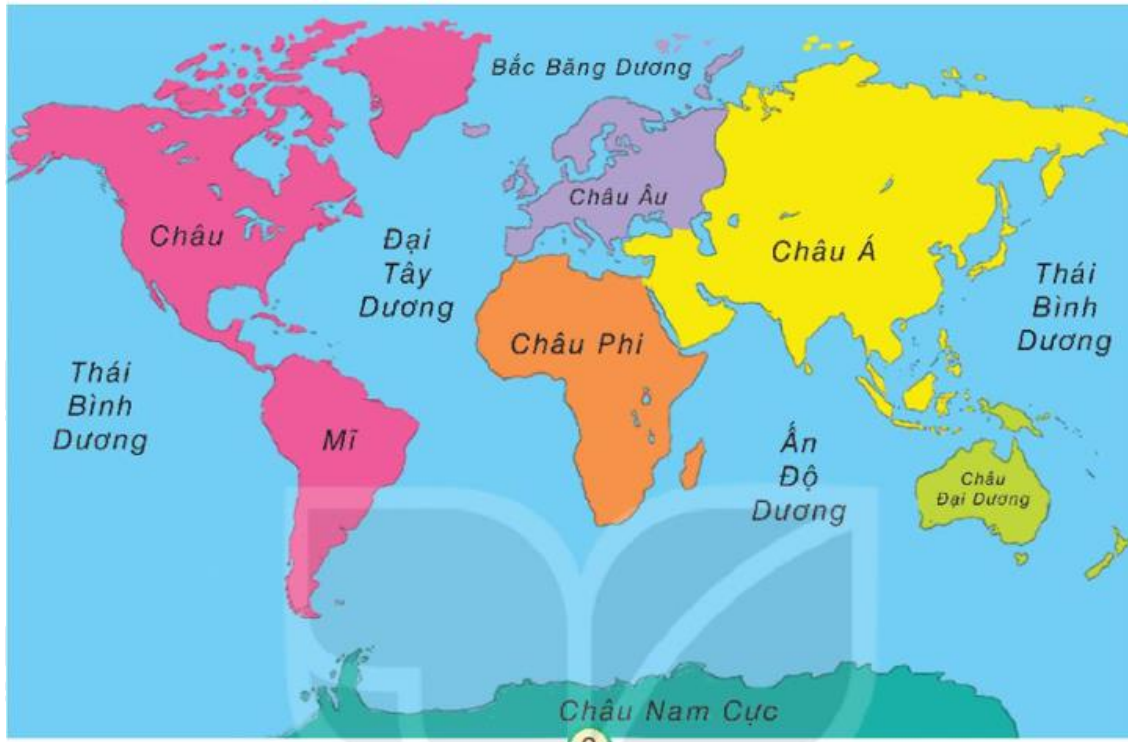 Bắc Băng Dương
Châu Âu
Châu
Mĩ
Đại
Tây
Dương
Châu Á
Thái
Bình
Dương
Châu Phi
Thái
Bình
Dương
Ấn
Độ
Dương
Châu
Đại Dương
Châu Nam Cực